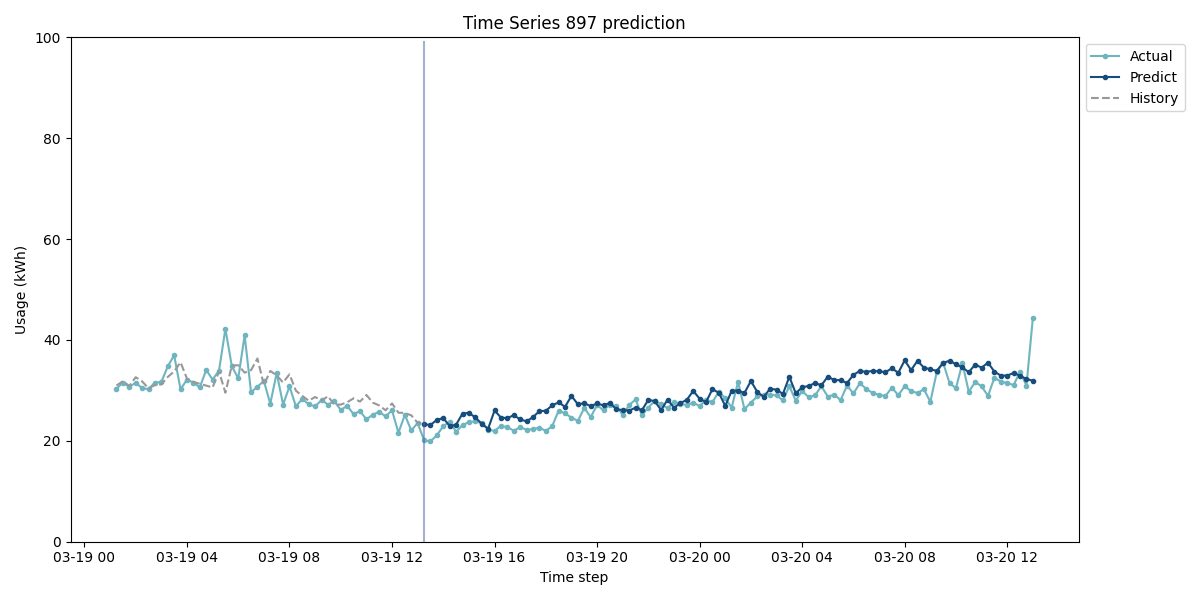 Time Series 897 prediction
100
80
60
40
20
0
Usage (kWh)
03-19 00 03-19 04 03-19 08 03-19 12 03-19 16 03-19 20 03-20 00 03-20 04 03-20 08 03-20 12
Time step
Actual
Predict
History